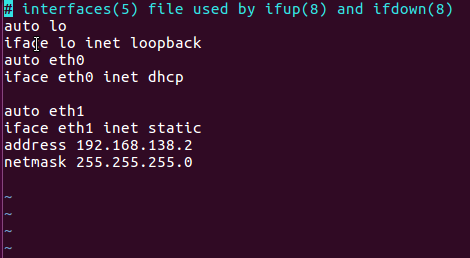 # interfaces(5) file used by ifup(8) and ifdown(8)
auto lo
iface lo inet loopback
auto eth0
iface eth0 inet dhcp
auto eth1
iface eth1 inet static
address 192.168.138.2
netmask 255.255.255.0
~
~
~
~